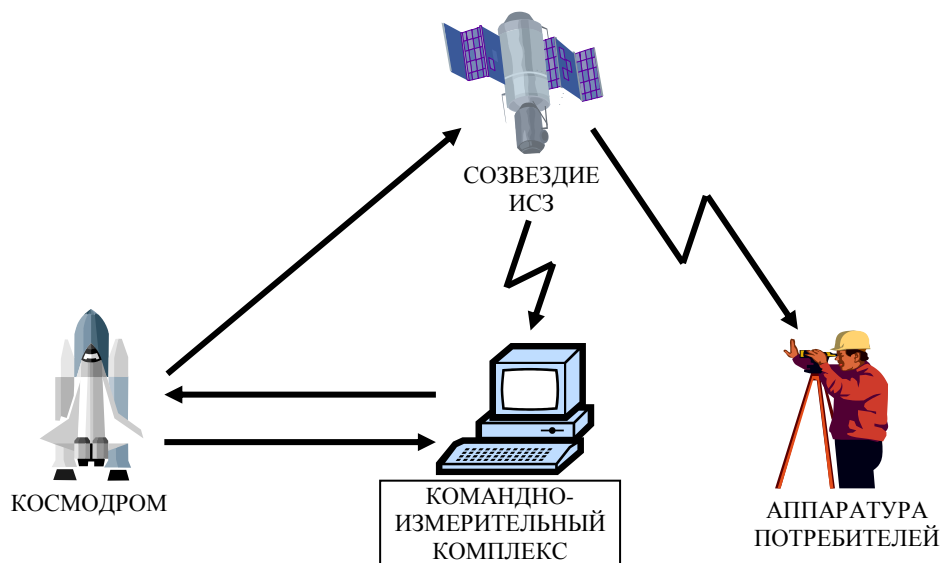 СОЗВЕЗДИЕ
ИСЗ
КОСМОДРОМ
КОМАНДНО-
ИЗМЕРИТЕЛЬНЫЙ
КОМПЛЕКС
АППАРАТУРА
ПОТРЕБИТЕЛЕЙ